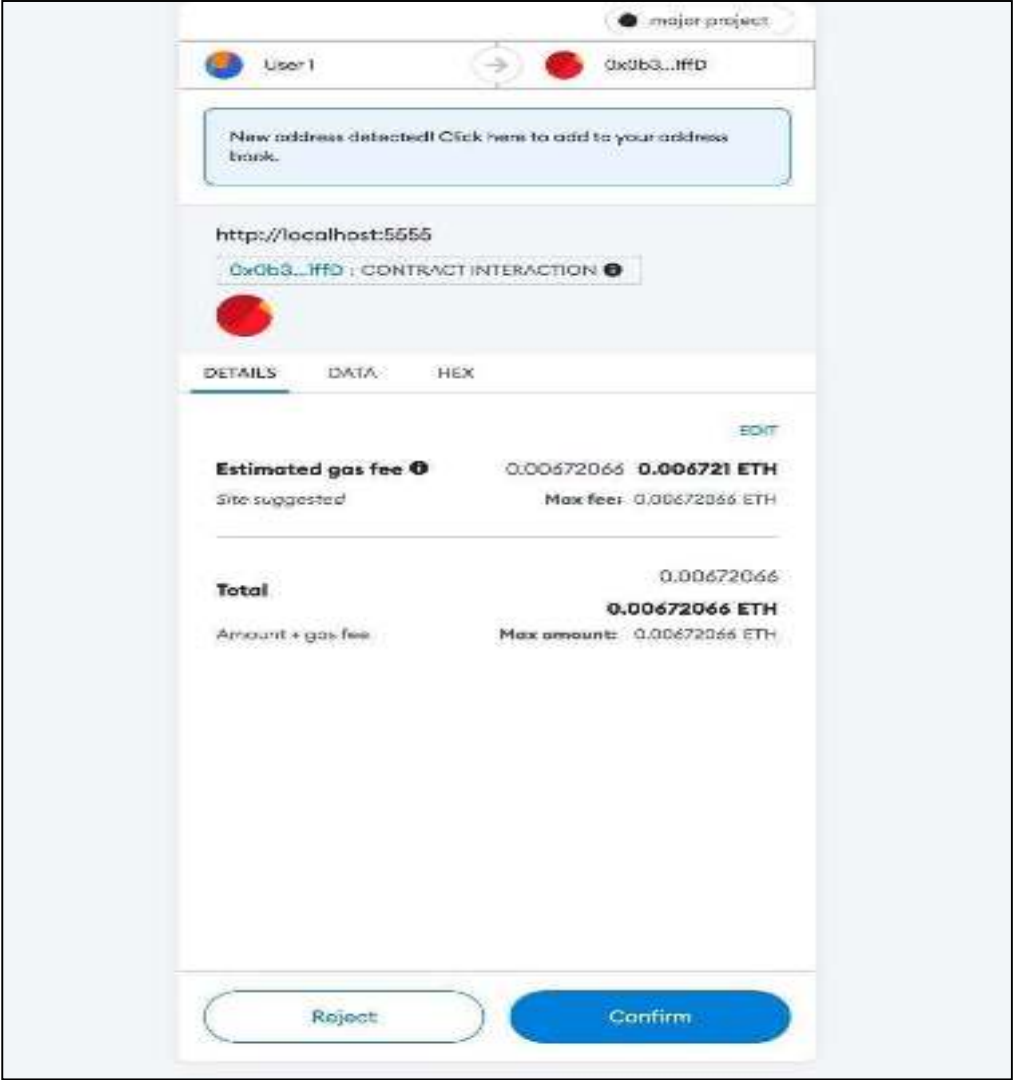 major project
User 1
0x0b3...1ffD
New address detected! Click here to add to your address
book.
http://localhost:5555
0x0b3...1ffD : CONTRACT INTERACTION
DETAILS DATA HEX
EDIT
Estimated gas fee 0.00672066 0.006721 ETH
Site suggested Max fee: 0.00672066 ETH
0.00672066
Total
0.00672066 ETH
Amount + gas fee Max amount: 0.00672066 ETH
Reject Confirm